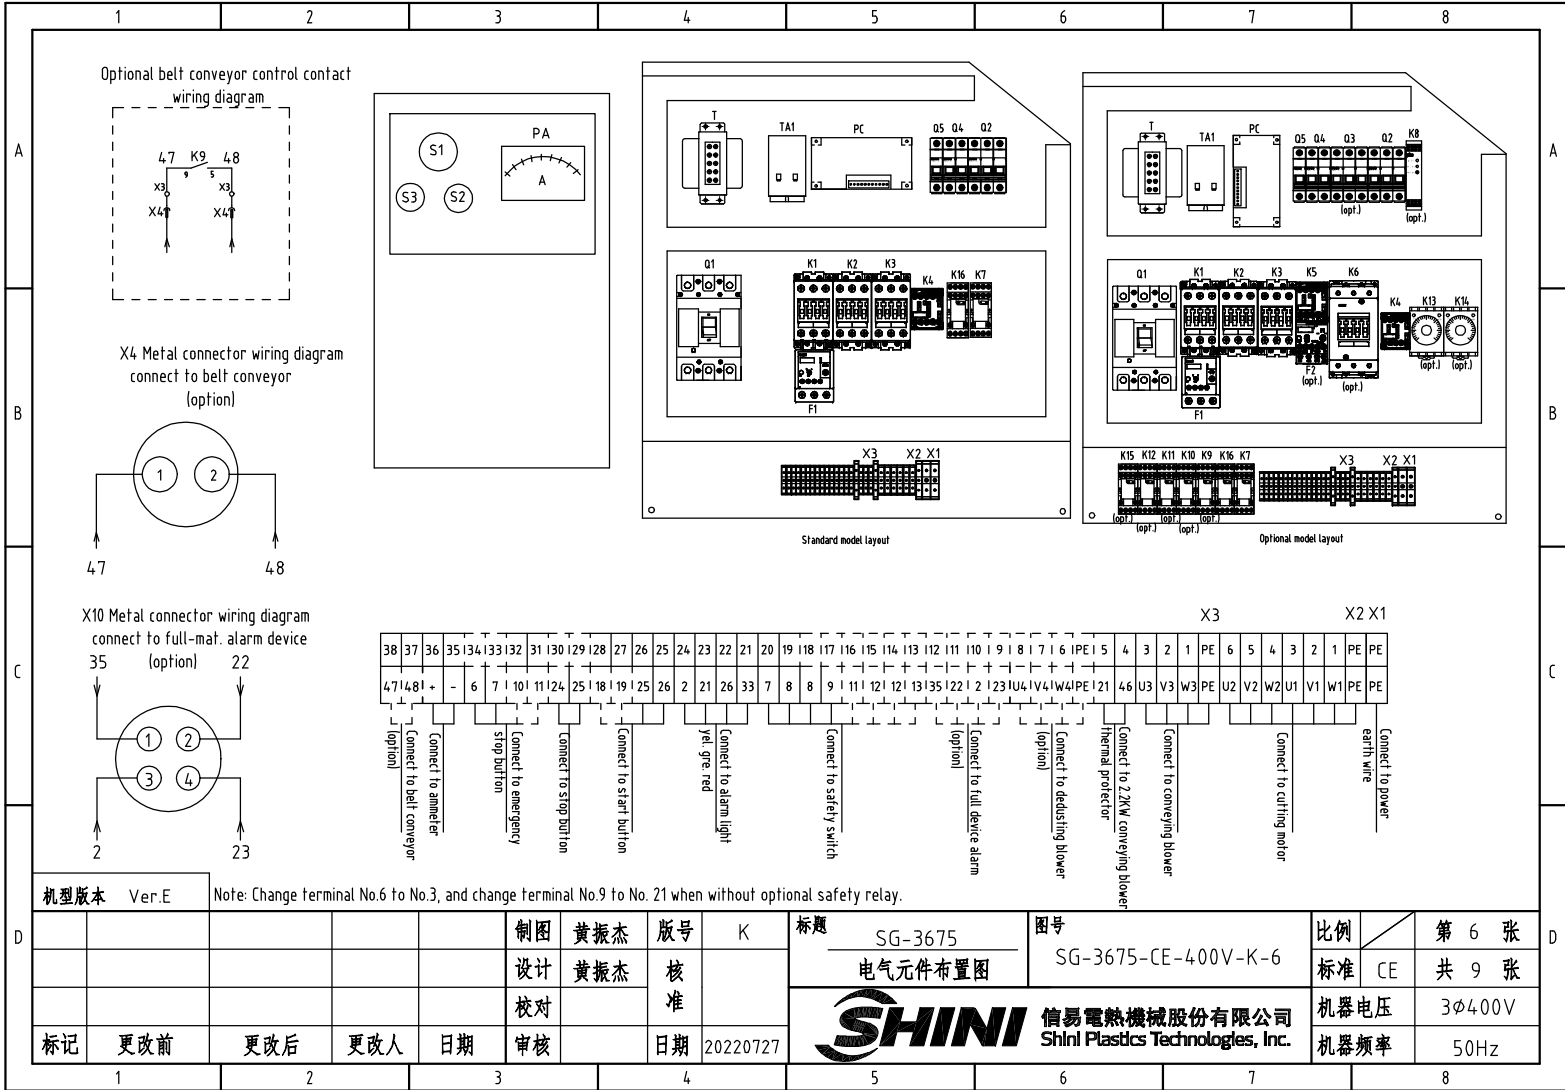 1 2 3 4 5 6 7 8
A
A
Optional belt conveyor control contact
wiring diagram
47 K9 48
9 5
X3 X3
X4 X4
PA
S1
A
S3 S2
T TA1 PC Q5 Q4 Q2
Q1 K1 K2 K3 K4 K16 K7
F1
X3 X2 X1
Standard model layout
T TA1 PC Q5 Q4 Q3 Q2 K8
(opt.) (opt.)
Q1 K1 K2 K3 K5 K6 K4 K13 K14
F2
(opt.) (opt.) (opt.) (opt.)
F1
K15 K12 K11 K10 K9 K16 K7 X3 X2 X1
(opt.) (opt.) (opt.) (opt.) (opt.)
Optional model layout
B
B
X4 Metal connector wiring diagram
connect to belt conveyor
(option)
1 2
47 48
C
C
X10 Metal connector wiring diagram
connect to full-mat. alarm device
(option)
35 22
1 2
3 4
2 23
X3 X2 X1
38 37 36 35 34 33 32 31 30 29 28 27 26 25 24 23 22 21 20 19 18 17 16 15 14 13 12 11 10 9 8 7 6 PE 5 4 3 2 1 PE 6 5 4 3 2 1 PE PE
47 48 + - 6 7 10 11 24 25 18 19 25 26 2 21 26 33 7 8 8 9 11 12 12 13 35 22 2 23 U4 V4 W4 PE 21 46 U3 V3 W3 PE U2 V2 W2 U1 V1 W1 PE PE
Connect to belt conveyor
(option)
Connect to ammeter
Connect to emergency
stop button
Connect to stop button
Connect to start button
Connect to alarm light
yel. gre. red
Connect to safety switch
Connect to full device alarm
(option)
Connect to dedusting blower
(option)
Connect to 2.2KW conveying blower
thermal protector
Connect to conveying blower
Connect to cutting motor
Connect to power
earth wire
机型版本 Ver.E
Note: Change terminal No.6 to No.3, and change terminal No.9 to No. 21 when without optional safety relay.
D
D
制图 黄振杰 版号 K
设计 黄振杰 核准
校对
标记 更改前 更改后 更改人 日期 审核 日期 20220727
标题
SG-3675
电气元件布置图
图号
SG-3675-CE-400V-K-6
比例 第 6 张
标准 CE 共 9 张
机器电压 3Ø400V
机器频率 50Hz
SHINI
信易電熱機械股份有限公司
Shini Plastics Technologies, Inc.
1 2 3 4 5 6 7 8